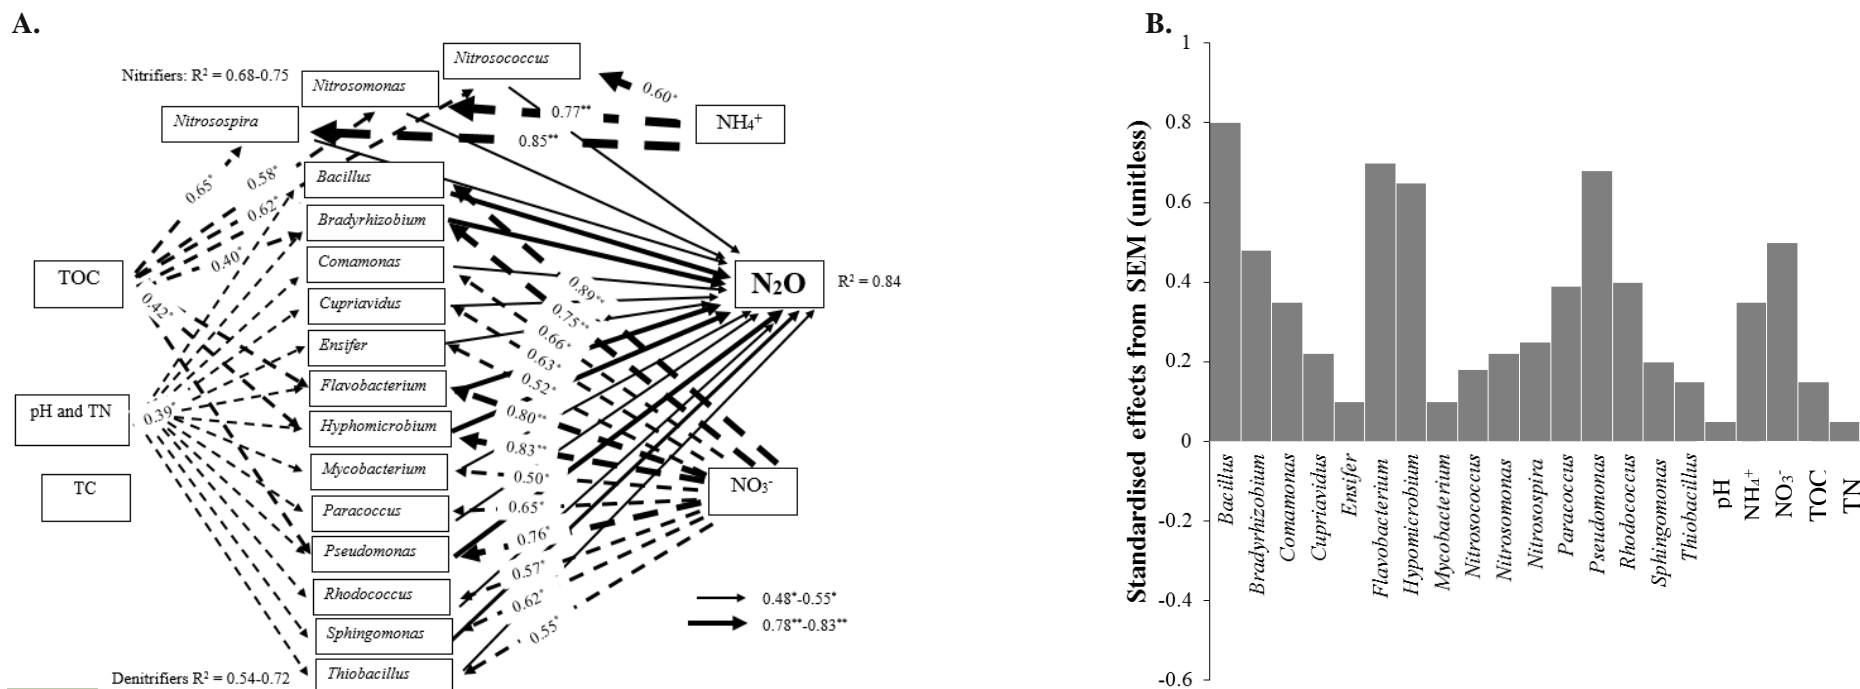 A.
Nitrifiers: R² = 0.68-0.75
Nitrosococcus
Nitrosomonas
Nitrosospira
NH₄⁺
0.60*
0.77**
0.85**
0.65*
0.58*
0.62*
0.40*
0.42*
TOC
pH and TN
0.39*
TC
Bacillus
Bradyrhizobium
Comamonas
Cupriavidus
Ensifer
Flavobacterium
Hyphomicrobium
Mycobacterium
Paracoccus
Pseudomonas
Rhodococcus
Sphingomonas
Thiobacillus
Denitrifiers R² = 0.54-0.72
N₂O
R² = 0.84
0.89**
0.75**
0.66*
0.63*
0.52*
0.80**
0.83**
0.50*
0.65*
0.76*
0.57*
0.62*
0.55*
NO₃⁻
0.48*-0.55*
0.78**-0.83**
B.
Standardised effects from SEM (unitless)
1
0.8
0.6
0.4
0.2
0
-0.2
-0.4
-0.6
Bacillus
Bradyrhizobium
Comamonas
Cupriavidus
Ensifer
Flavobacterium
Hypomicrobium
Mycobacterium
Nitrosococcus
Nitrosomonas
Nitrosospira
Paracoccus
Pseudomonas
Rhodococcus
Sphingomonas
Thiobacillus
pH
NH₄⁺
NO₃⁻
TOC
TN